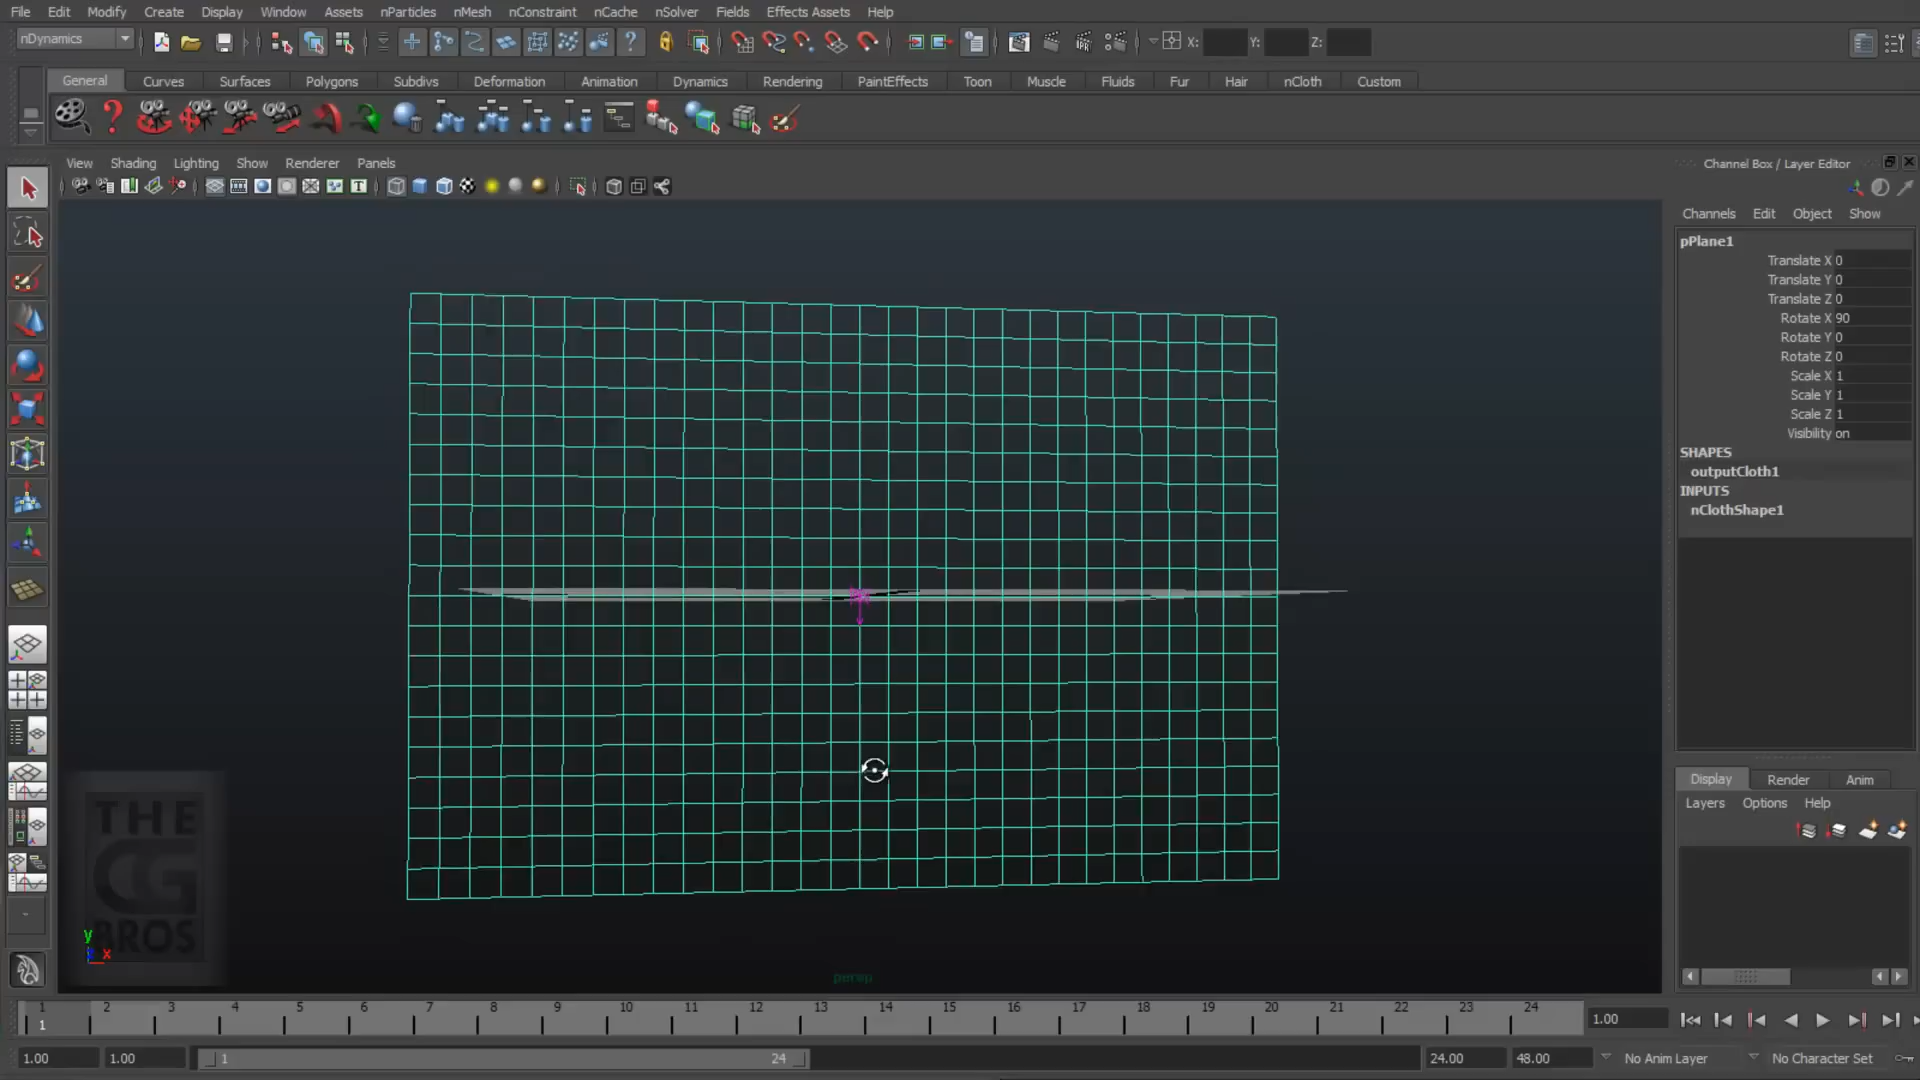 File Edit Modify Create Display Window Assets nParticles nMesh nConstraint nCache nSolver Fields Effects Assets Help
nDynamics X: Y: Z:
General Curves Surfaces Polygons Subdivs Deformation Animation Dynamics Rendering PaintEffects Toon Muscle Fluids Fur Hair nCloth Custom
View Shading Lighting Show Renderer Panels
Channel Box / Layer Editor
Channels Edit Object Show
pPlane1
Translate X 0
Translate Y 0
Translate Z 0
Rotate X 90
Rotate Y 0
Rotate Z 0
Scale X 1
Scale Y 1
Scale Z 1
Visibility on
SHAPES
outputCloth1
INPUTS
nClothShape1
Display Render Anim
Layers Options Help
THE
CG
BROS
y
x
persp
1 2 3 4 5 6 7 8 9 10 11 12 13 14 15 16 17 18 19 20 21 22 23 24
1 1.00
1.00 1.00 1 24 24.00 48.00 No Anim Layer No Character Set